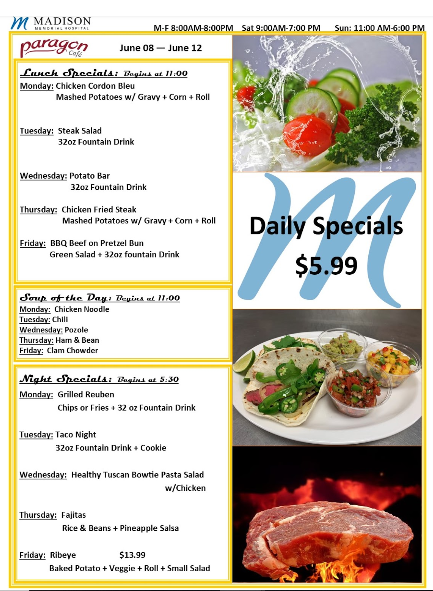 MADISON
MEMORIAL HOSPITAL
M-F 8:00AM-8:00PM Sat 9:00AM-7:00 PM Sun: 11:00 AM-6:00 PM
paragon
Café
June 08 — June 12
Lunch Specials: Begins at 11:00
Monday: Chicken Cordon Bleu
Mashed Potatoes w/ Gravy + Corn + Roll
Tuesday: Steak Salad
32oz Fountain Drink
Wednesday: Potato Bar
32oz Fountain Drink
Thursday: Chicken Fried Steak
Mashed Potatoes w/ Gravy + Corn + Roll
Friday: BBQ Beef on Pretzel Bun
Green Salad + 32oz fountain Drink
Daily Specials
$5.99
Soup of the Day: Begins at 11:00
Monday: Chicken Noodle
Tuesday: Chili
Wednesday: Pozole
Thursday: Ham & Bean
Friday: Clam Chowder
Night Specials: Begins at 5:30
Monday: Grilled Reuben
Chips or Fries + 32 oz Fountain Drink
Tuesday: Taco Night
32oz Fountain Drink + Cookie
Wednesday: Healthy Tuscan Bowtie Pasta Salad
w/Chicken
Thursday: Fajitas
Rice & Beans + Pineapple Salsa
Friday: Ribeye $13.99
Baked Potato + Veggie + Roll + Small Salad